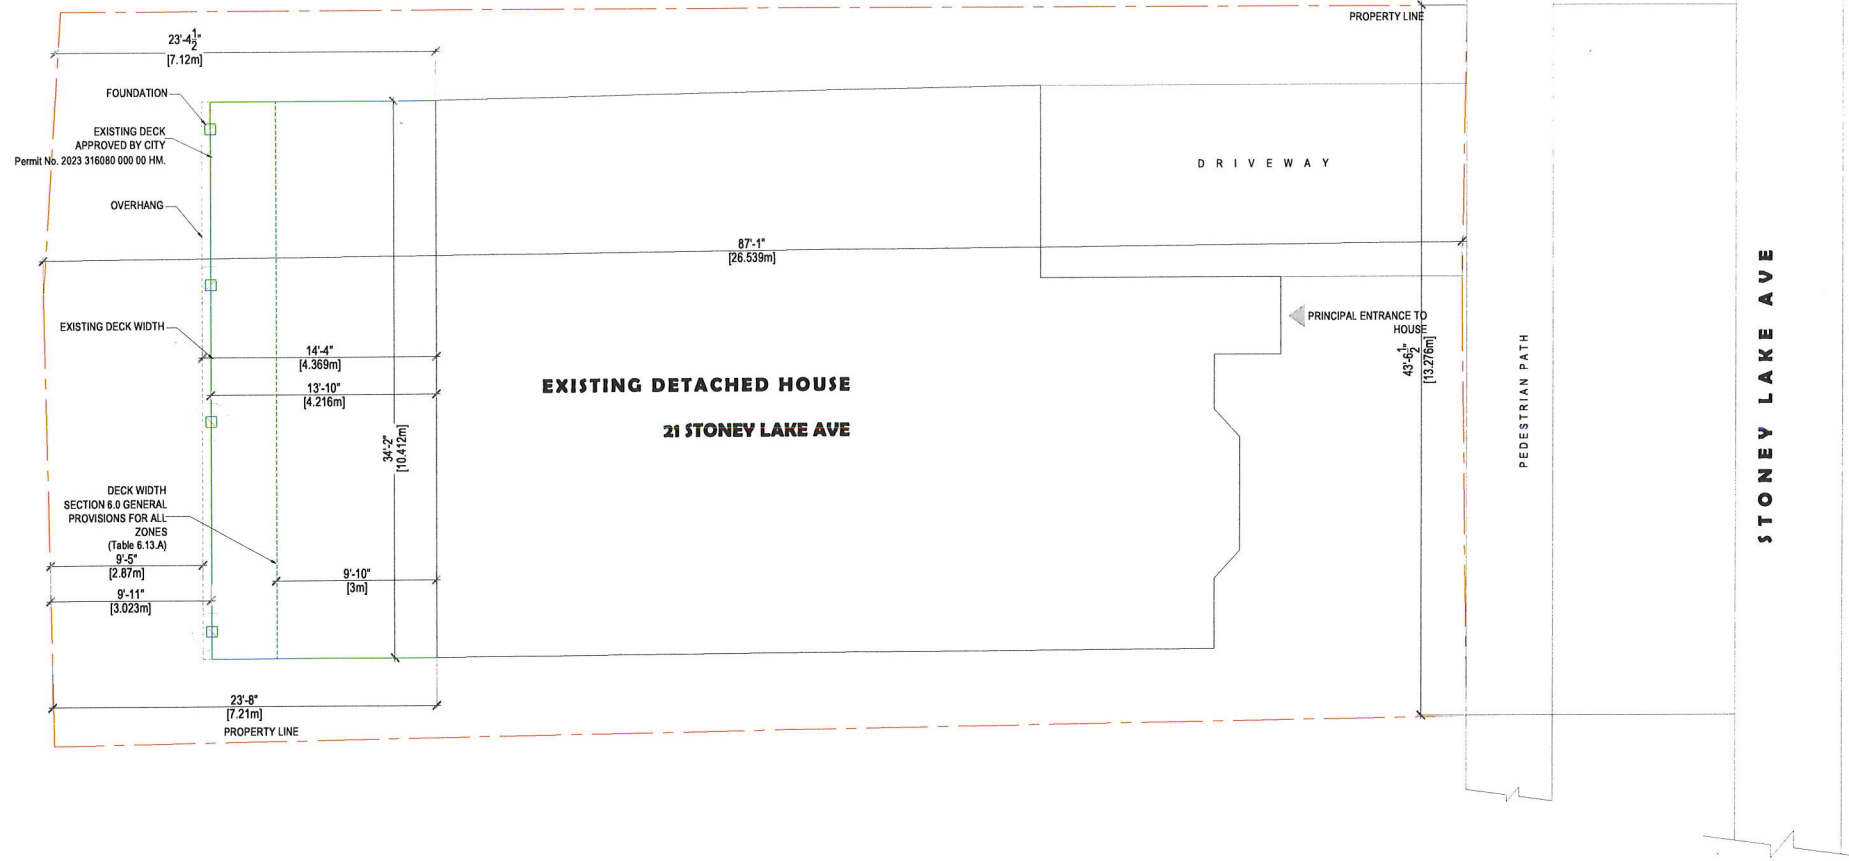 PROPERTY LINE
23'-4 1/2"
[7.12m]
FOUNDATION
EXISTING DECK
APPROVED BY CITY
Permit No. 2023 316080 000 00 HM.
DRIVEWAY
OVERHANG
87'-1"
[26.539m]
EXISTING DECK WIDTH
PRINCIPAL ENTRANCE TO
HOUSE
14'-4"
[4.369m]
13'-10"
[4.216m]
34'-2"
[10.412m]
EXISTING DETACHED HOUSE
21 STONEY LAKE AVE
43'-6 1/2"
[13.276m]
PEDESTRIAN PATH
STONEY LAKE AVE
DECK WIDTH
SECTION 6.0 GENERAL
PROVISIONS FOR ALL
ZONES
(Table 6.13.A)
9'-5"
[2.87m]
9'-10"
[3m]
9'-11"
[3.023m]
23'-8"
[7.21m]
PROPERTY LINE